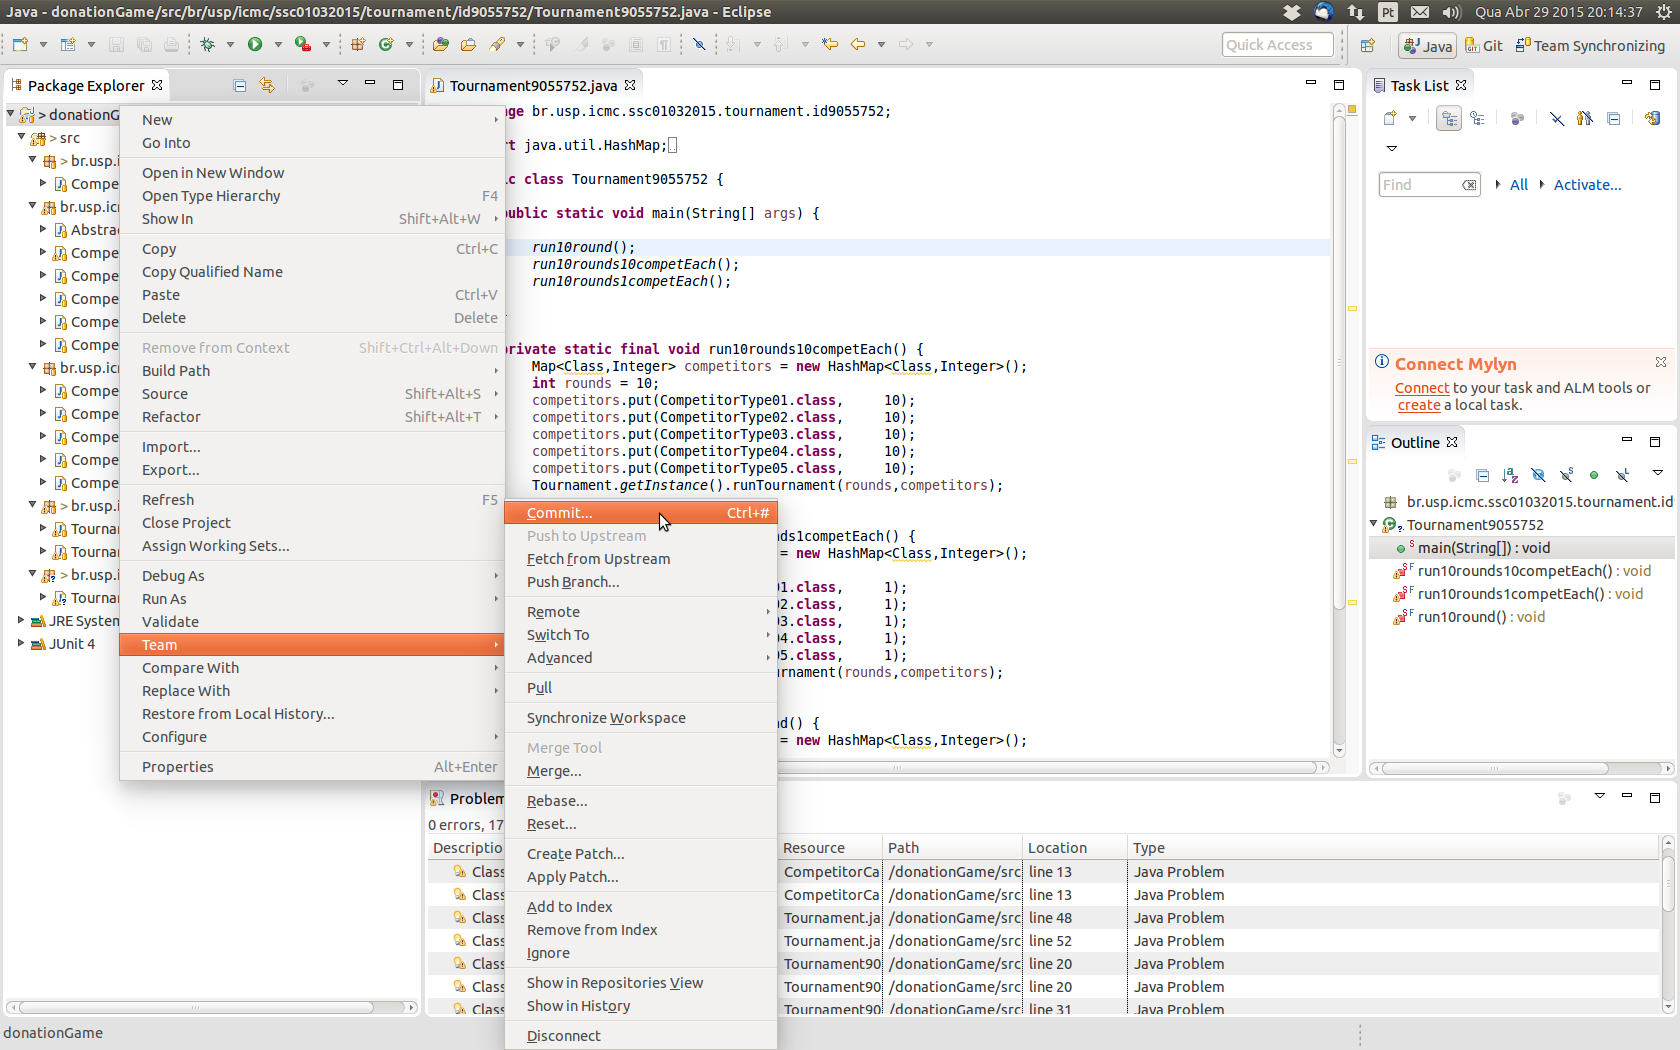 Java - donationGame/src/br/usp/icmc/ssc01032015/tournament/id9055752/Tournament9055752.java - Eclipse
Pt
Qua Abr 29 2015 20:14:37
Quick Access
Java
Git
Team Synchronizing
Package Explorer
Tournament9055752.java
Task List
> donationG
> src
> br.usp.i
Compe
br.usp.icm
Abstra
Compe
Compe
Compe
Compe
Compe
br.usp.icm
Compe
Compe
Compe
Compe
Compe
> br.usp.i
Tournam
Tournam
> br.usp.i
Tournam
JRE System
JUnit 4
New
Go Into
Open in New Window
Open Type Hierarchy F4
Show In Shift+Alt+W
Copy Ctrl+C
Copy Qualified Name
Paste Ctrl+V
Delete Delete
Remove from Context Shift+Ctrl+Alt+Down
Build Path
Source Shift+Alt+S
Refactor Shift+Alt+T
Import...
Export...
Refresh F5
Close Project
Assign Working Sets...
Debug As
Run As
Validate
Team
Compare With
Replace With
Restore from Local History...
Configure
Properties Alt+Enter
Commit... Ctrl+#
Push to Upstream
Fetch from Upstream
Push Branch...
Remote
Switch To
Advanced
Pull
Synchronize Workspace
Merge Tool
Merge...
Rebase...
Reset...
Create Patch...
Apply Patch...
Add to Index
Remove from Index
Ignore
Show in Repositories View
Show in History
Disconnect
age br.usp.icmc.ssc01032015.tournament.id9055752;
rt java.util.HashMap;
ic class Tournament9055752 {
public static void main(String[] args) {
run10round();
run10rounds10competEach();
run10rounds1competEach();
private static final void run10rounds10competEach() {
Map<Class,Integer> competitors = new HashMap<Class,Integer>();
int rounds = 10;
competitors.put(CompetitorType01.class, 10);
competitors.put(CompetitorType02.class, 10);
competitors.put(CompetitorType03.class, 10);
competitors.put(CompetitorType04.class, 10);
competitors.put(CompetitorType05.class, 10);
Tournament.getInstance().runTournament(rounds,competitors);
nds1competEach() {
= new HashMap<Class,Integer>();
01.class, 1);
02.class, 1);
03.class, 1);
04.class, 1);
05.class, 1);
rnament(rounds,competitors);
nd() {
= new HashMap<Class,Integer>();
Find
All
Activate...
Connect Mylyn
Connect to your task and ALM tools or
create a local task.
Outline
br.usp.icmc.ssc01032015.tournament.id
Tournament9055752
main(String[]) : void
run10rounds10competEach() : void
run10rounds1competEach() : void
run10round() : void
Problem
0 errors, 17
Descriptio Resource Path Location Type
Class CompetitorCa /donationGame/src line 13 Java Problem
Class CompetitorCa /donationGame/src line 13 Java Problem
Class Tournament.ja /donationGame/src line 48 Java Problem
Class Tournament.ja /donationGame/src line 52 Java Problem
Class Tournament90 /donationGame/src line 20 Java Problem
Class Tournament90 /donationGame/src line 20 Java Problem
Class Tournament90 /donationGame/src line 31 Java Problem
donationGame